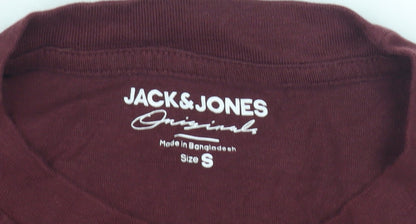 JACK&JONES
Originals
Made in Bangladesh
Size S